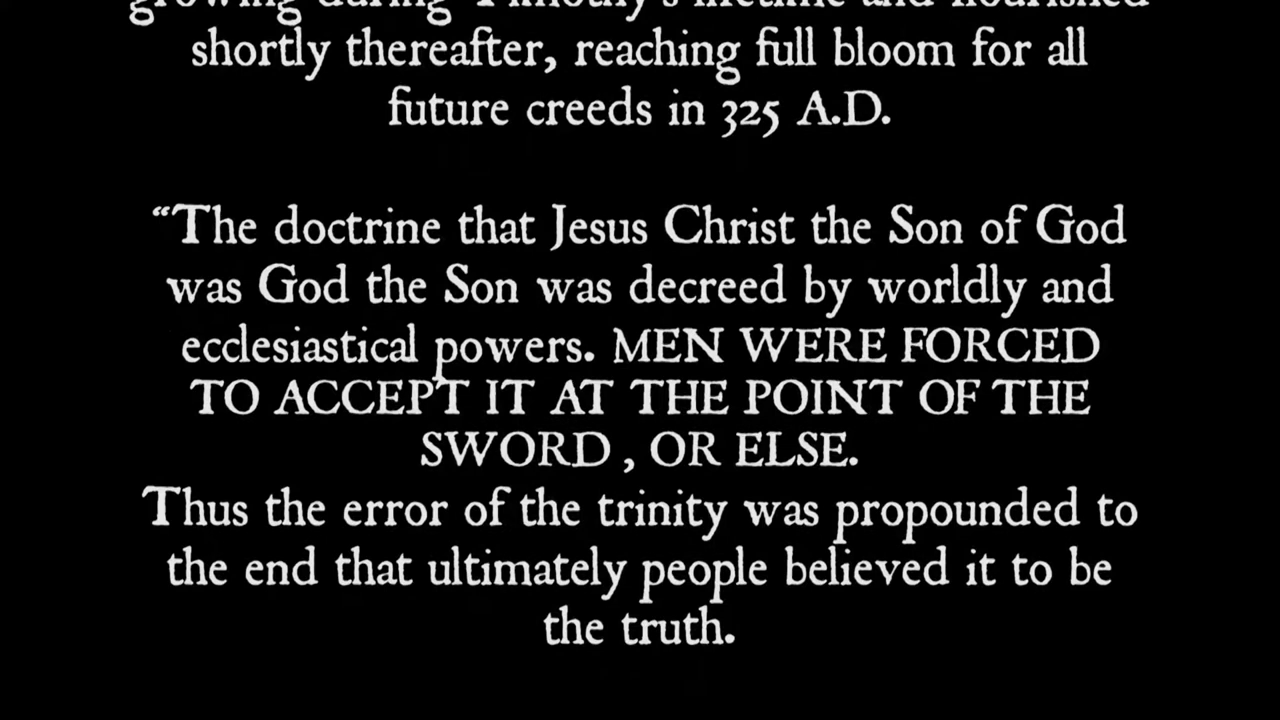 growing during Timothy's lifetime and flourished
shortly thereafter, reaching full bloom for all
future creeds in 325 A.D.
“The doctrine that Jesus Christ the Son of God
was God the Son was decreed by worldly and
ecclesiastical powers. MEN WERE FORCED
TO ACCEPT IT AT THE POINT OF THE
SWORD , OR ELSE.
Thus the error of the trinity was propounded to
the end that ultimately people believed it to be
the truth.